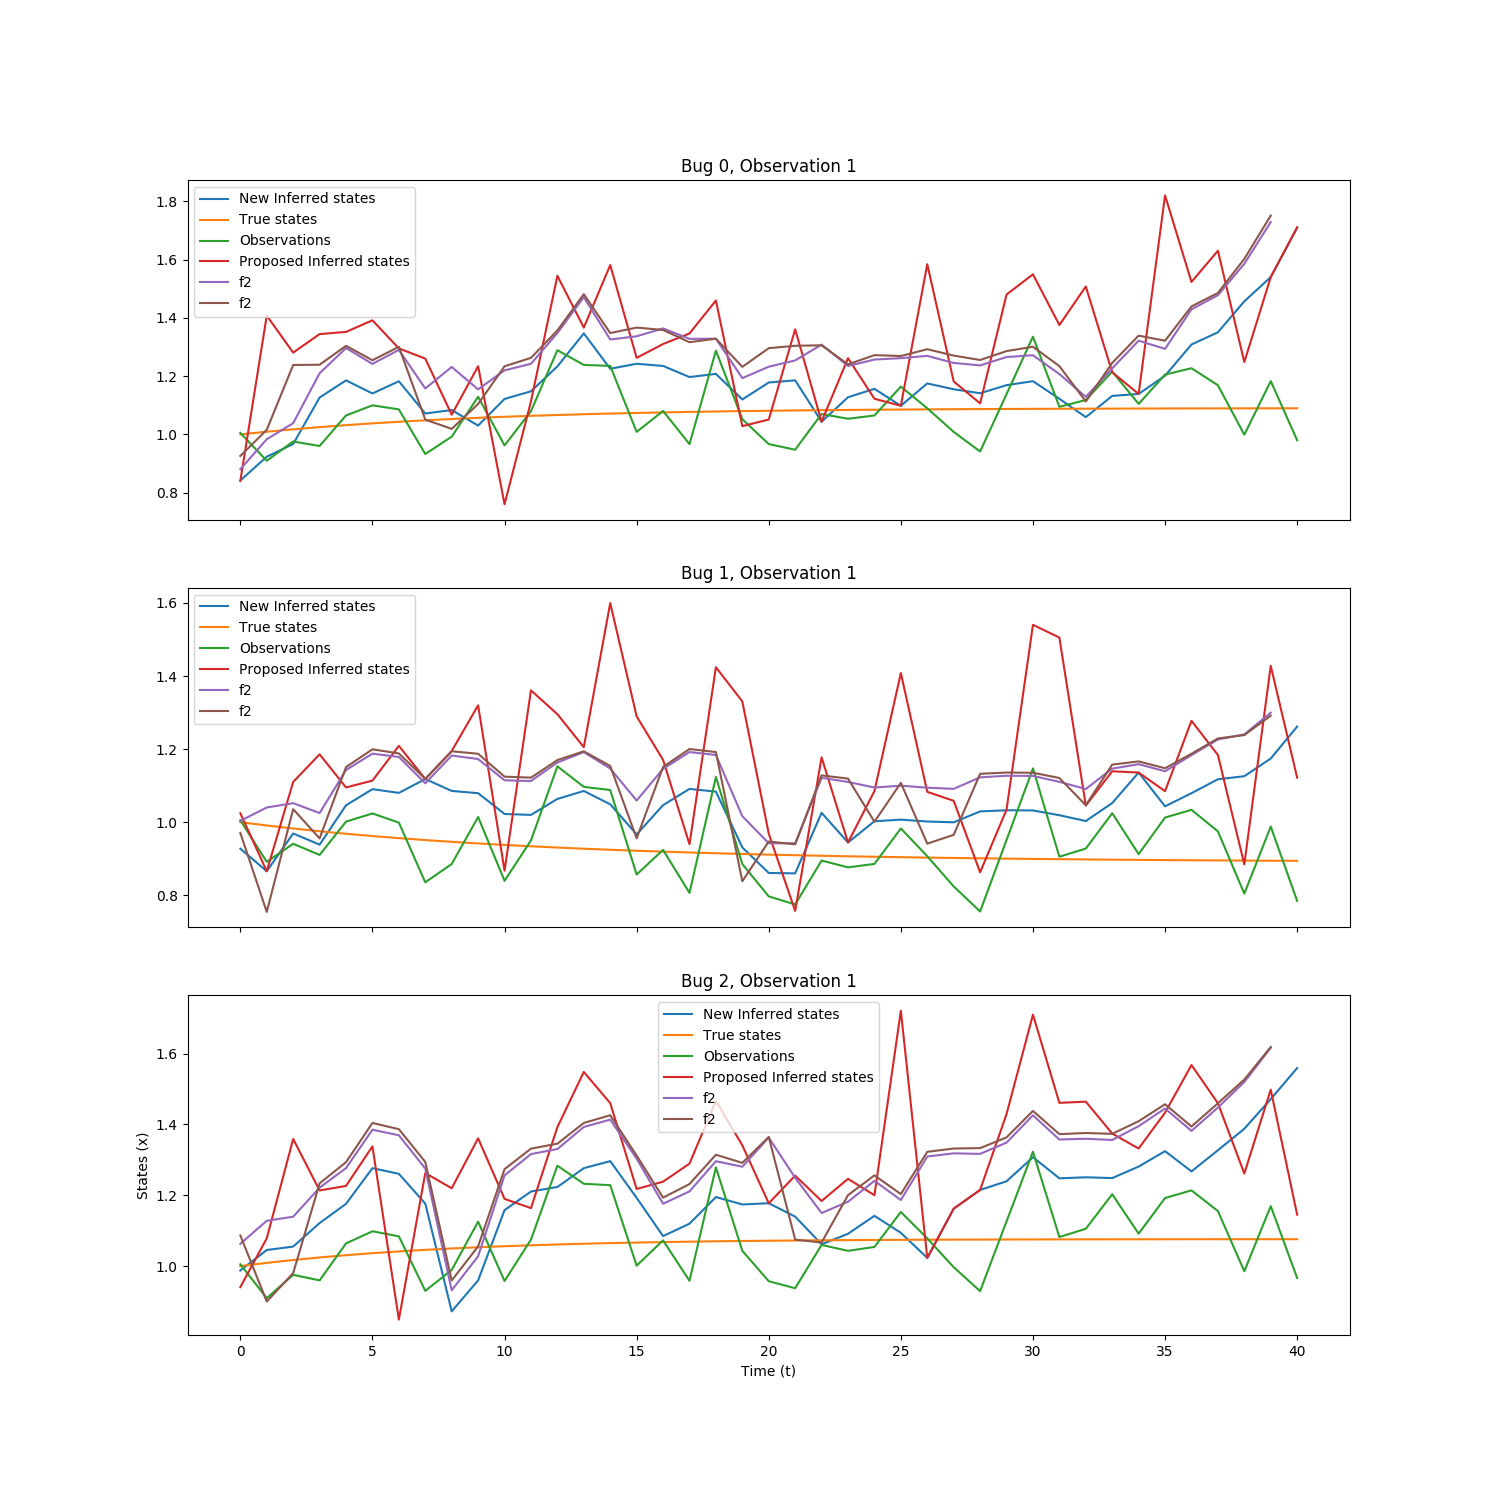 Bug 0, Observation 1
1.8
1.6
1.4
1.2
1.0
0.8
New Inferred states
True states
Observations
Proposed Inferred states
f2
f2
Bug 1, Observation 1
1.6
1.4
1.2
1.0
0.8
New Inferred states
True states
Observations
Proposed Inferred states
f2
f2
Bug 2, Observation 1
States (x)
1.6
1.4
1.2
1.0
New Inferred states
True states
Observations
Proposed Inferred states
f2
f2
0 5 10 15 20 25 30 35 40
Time (t)